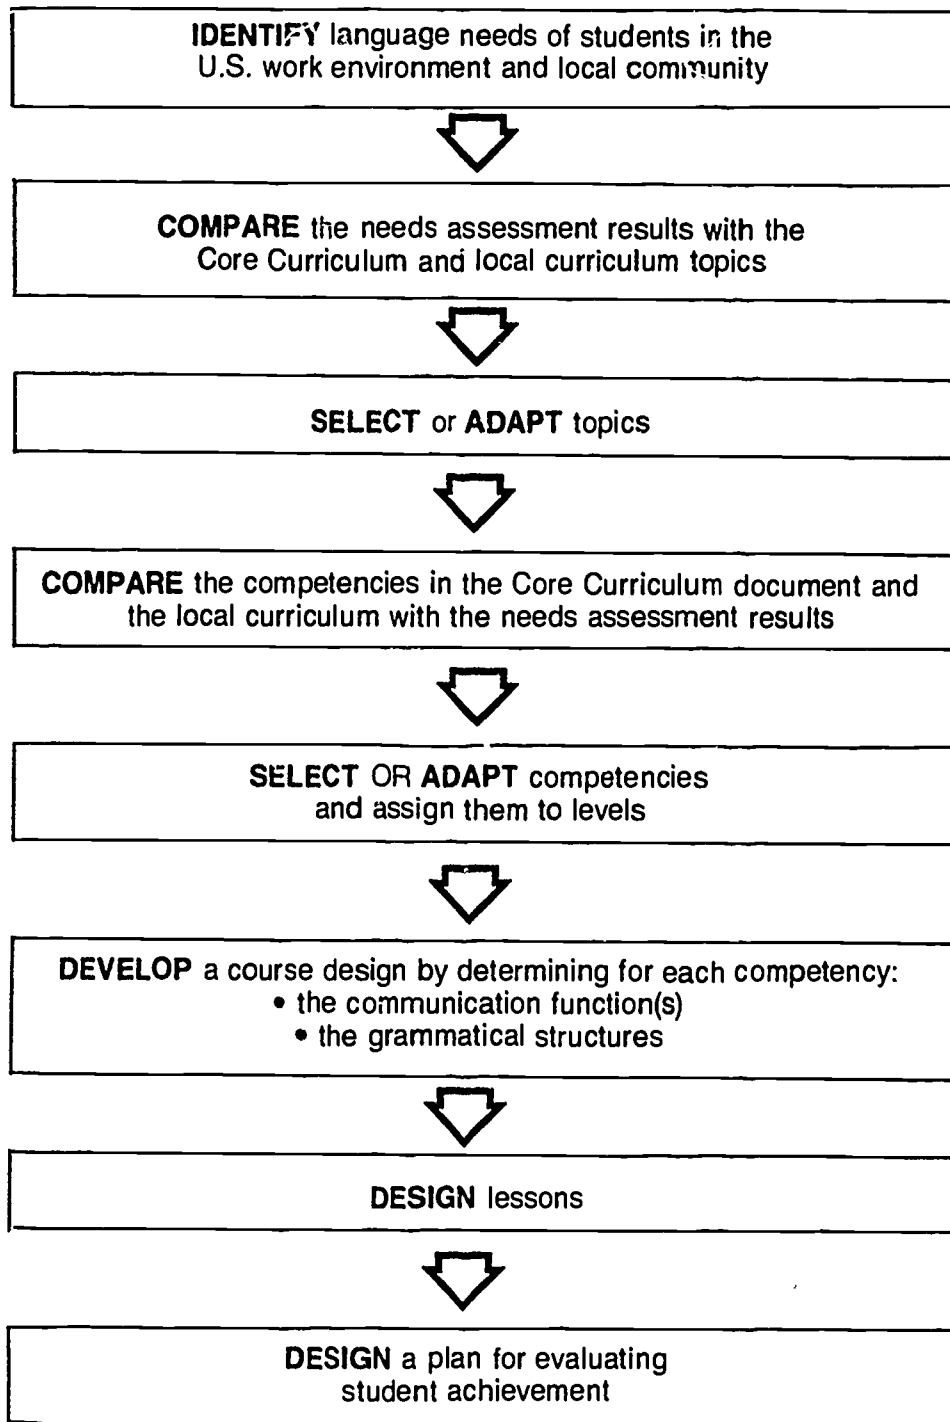 IDENTIFY language needs of students in the
U.S. work environment and local community
COMPARE the needs assessment results with the
Core Curriculum and local curriculum topics
SELECT or ADAPT topics
COMPARE the competencies in the Core Curriculum document and
the local curriculum with the needs assessment results
SELECT OR ADAPT competencies
and assign them to levels
DEVELOP a course design by determining for each competency:
• the communication function(s)
• the grammatical structures
DESIGN lessons
DESIGN a plan for evaluating
student achievement